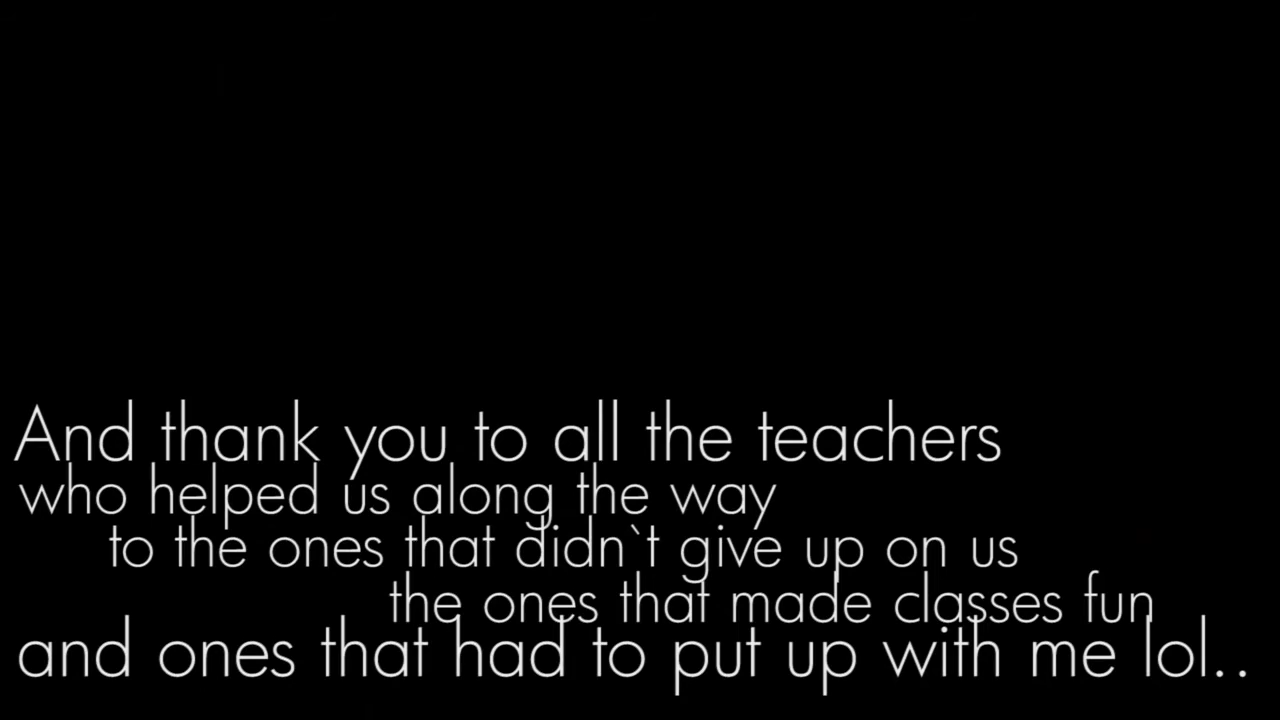 And thank you to all the teachers
who helped us along the way
to the ones that didn`t give up on us
the ones that made classes fun
and ones that had to put up with me lol..